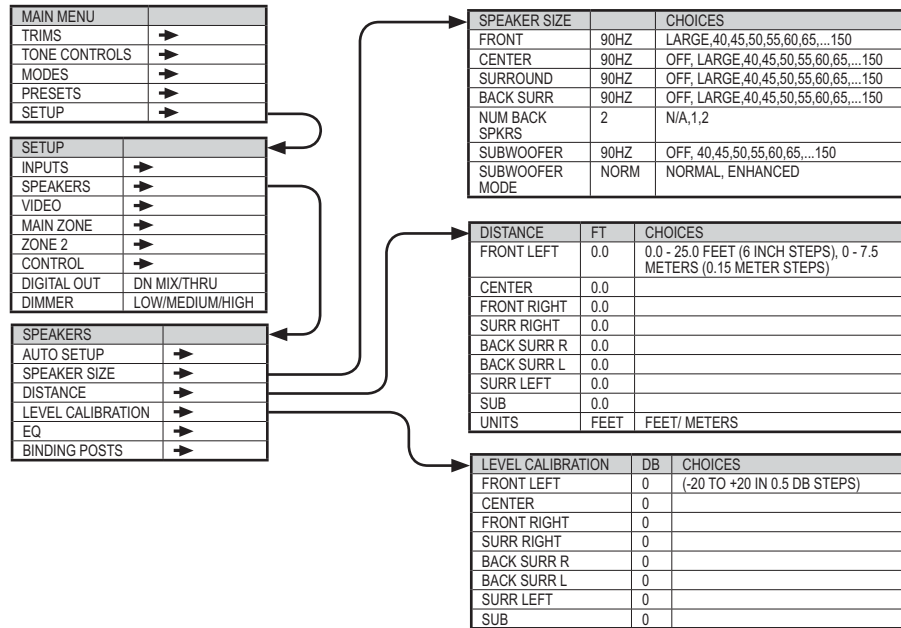 MAIN MENU
TRIMS
TONE CONTROLS
MODES
PRESETS
SETUP
SETUP
INPUTS
SPEAKERS
VIDEO
MAIN ZONE
ZONE 2
CONTROL
DIGITAL OUT DN MIX/THRU
DIMMER LOW/MEDIUM/HIGH
SPEAKERS
AUTO SETUP
SPEAKER SIZE
DISTANCE
LEVEL CALIBRATION
EQ
BINDING POSTS
SPEAKER SIZE CHOICES
FRONT 90HZ LARGE,40,45,50,55,60,65,...150
CENTER 90HZ OFF, LARGE,40,45,50,55,60,65,...150
SURROUND 90HZ OFF, LARGE,40,45,50,55,60,65,...150
BACK SURR 90HZ OFF, LARGE,40,45,50,55,60,65,...150
NUM BACK 2 N/A,1,2
SPKRS
SUBWOOFER 90HZ OFF, 40,45,50,55,60,65,...150
SUBWOOFER NORM NORMAL, ENHANCED
MODE
DISTANCE FT CHOICES
FRONT LEFT 0.0 0.0 - 25.0 FEET (6 INCH STEPS), 0 - 7.5
METERS (0.15 METER STEPS)
CENTER 0.0
FRONT RIGHT 0.0
SURR RIGHT 0.0
BACK SURR R 0.0
BACK SURR L 0.0
SURR LEFT 0.0
SUB 0.0
UNITS FEET FEET/ METERS
LEVEL CALIBRATION DB CHOICES
FRONT LEFT 0 (-20 TO +20 IN 0.5 DB STEPS)
CENTER 0
FRONT RIGHT 0
SURR RIGHT 0
BACK SURR R 0
BACK SURR L 0
SURR LEFT 0
SUB 0